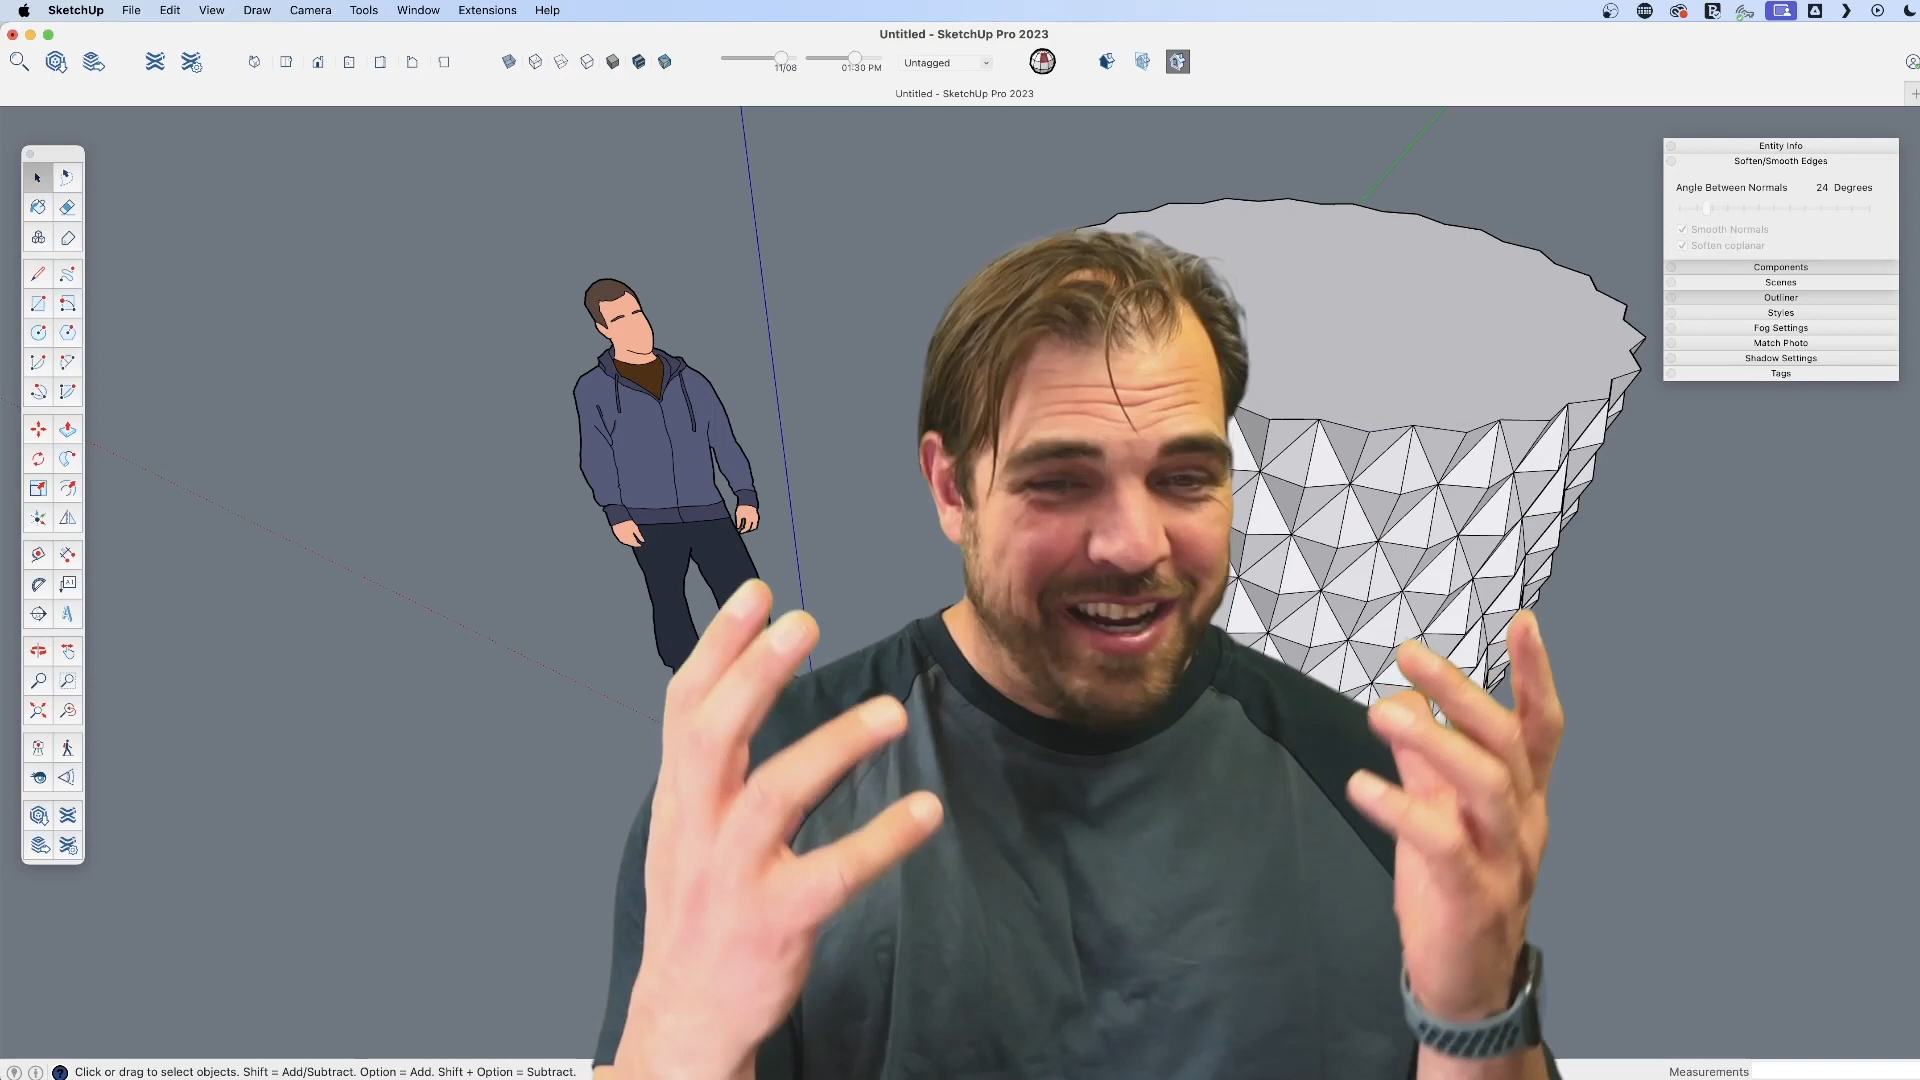 SketchUp File Edit View Draw Camera Tools Window Extensions Help
Untitled - SketchUp Pro 2023
11/08
01:30 PM
Untagged
Untitled - SketchUp Pro 2023
Entity Info
Soften/Smooth Edges
Angle Between Normals 24 Degrees
Smooth Normals
Soften coplanar
Components
Scenes
Outliner
Styles
Fog Settings
Match Photo
Shadow Settings
Tags
Click or drag to select objects. Shift = Add/Subtract. Option = Add. Shift + Option = Subtract.
Measurements